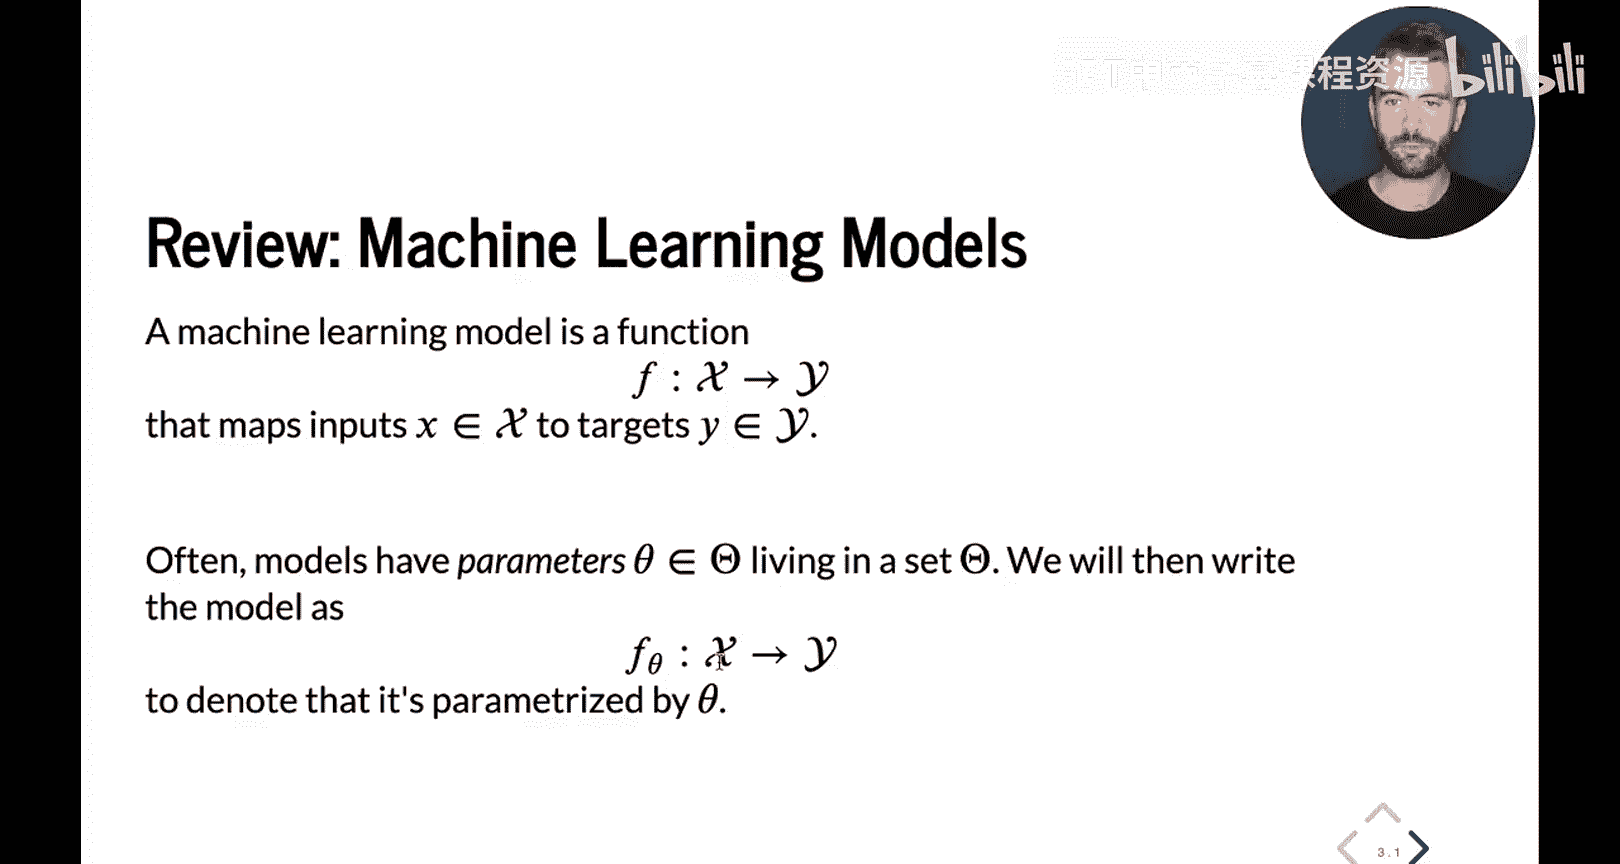 程资源 bilibili
Review: Machine Learning Models
A machine learning model is a function
f : 𝒳 → 𝒴
that maps inputs x ∈ 𝒳 to targets y ∈ 𝒴.
Often, models have parameters θ ∈ Θ living in a set Θ. We will then write
the model as
f_θ : 𝒳 → 𝒴
to denote that it's parametrized by θ.
3.1